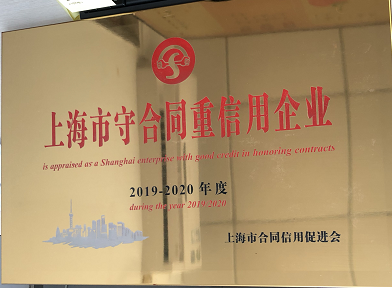 上海市守合同重信用企业
is appraised as a Shanghai enterprise with good credit in honoring contracts
2019-2020 年度
during the year 2019-2020
上海市合同信用促进会